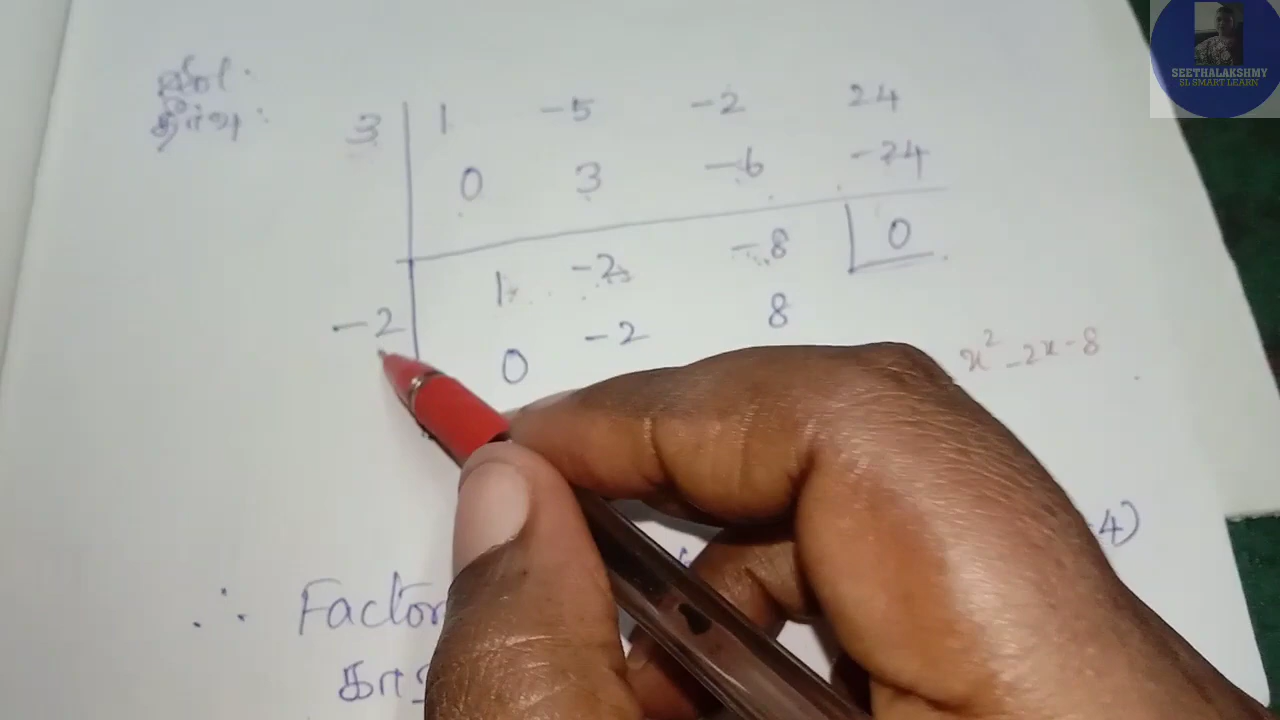 SEETHALAKSHMY
SL SMART LEARN
தீர்வு:
3 1 -5 -2 24
0 3 -6 -24
1 -2 -8 0
-2 0 -2 8
x² - 2x - 8
4)
∴ Factor
கார